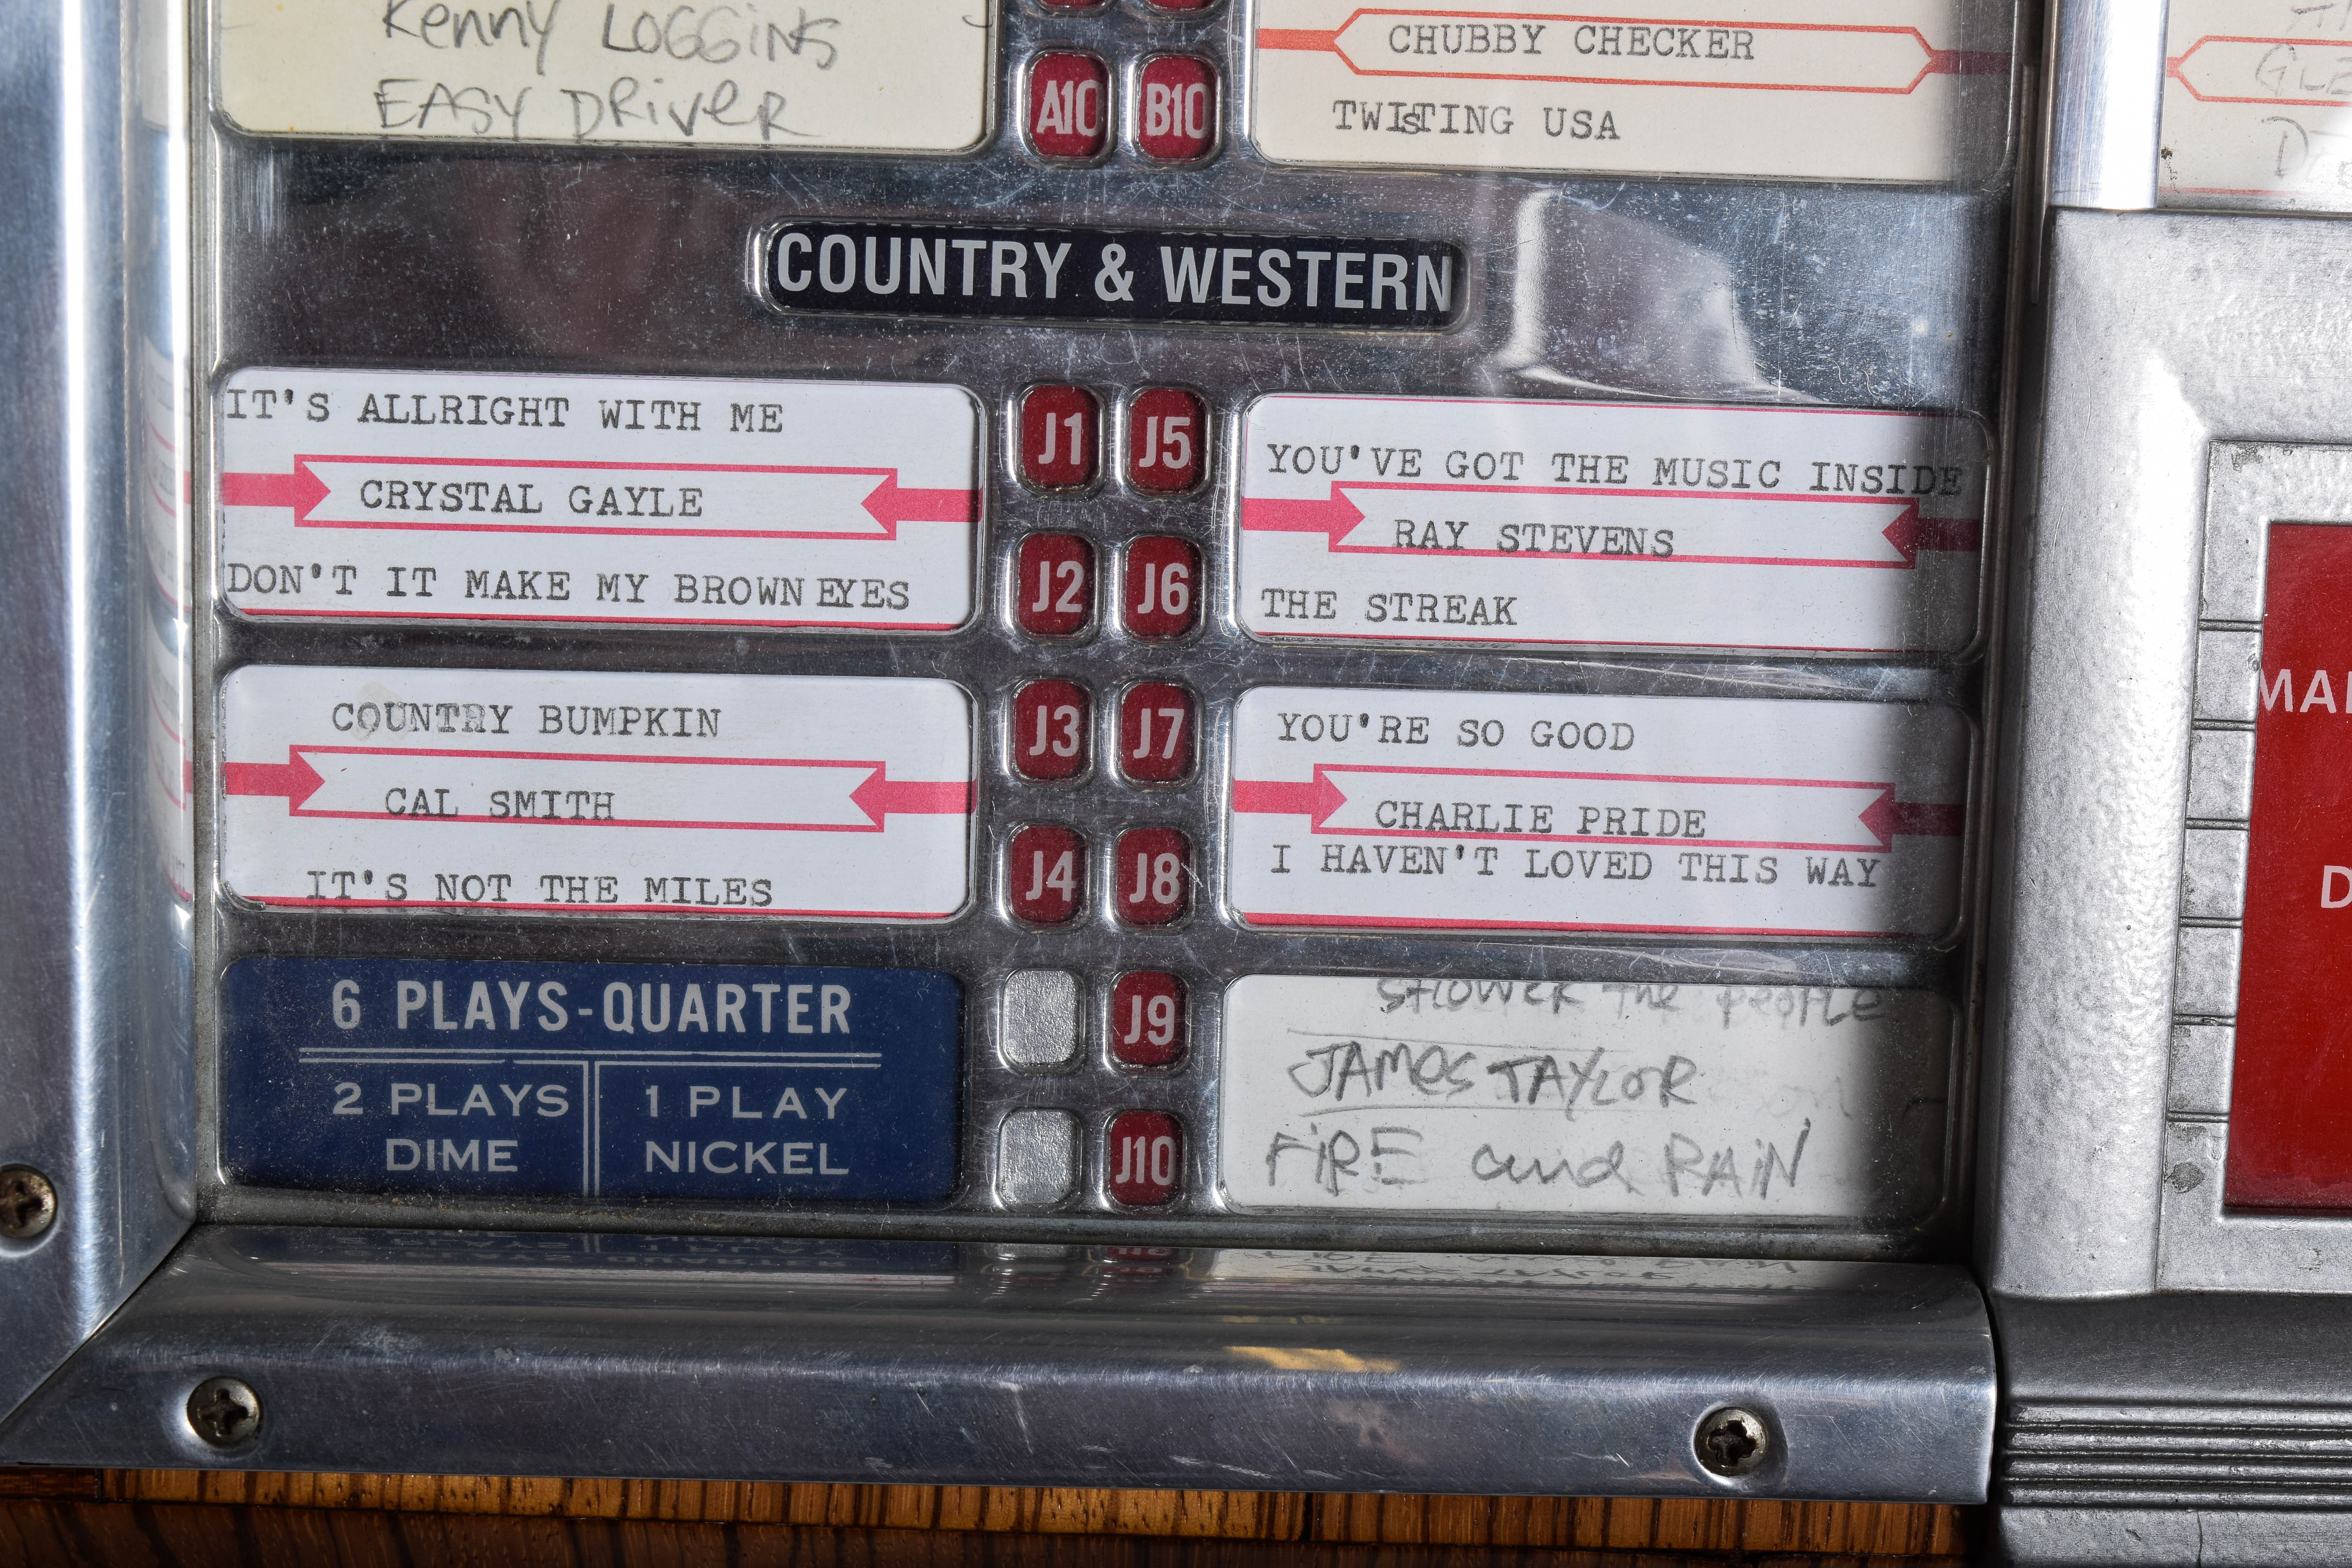 Kenny LOGGINS
EASY DRIVER
A10
B10
CHUBBY CHECKER
TWISTING USA
COUNTRY & WESTERN
IT'S ALLRIGHT WITH ME
CRYSTAL GAYLE
DON'T IT MAKE MY BROWN EYES
J1
J5
J2
J6
YOU'VE GOT THE MUSIC INSIDE
RAY STEVENS
THE STREAK
COUNTRY BUMPKIN
CAL SMITH
IT'S NOT THE MILES
J3
J7
J4
J8
YOU'RE SO GOOD
CHARLIE PRIDE
I HAVEN'T LOVED THIS WAY
6 PLAYS-QUARTER
2 PLAYS
DIME
1 PLAY
NICKEL
J9
J10
SHOWER The peoPLE
JAMES TAYLOR
FIRE and RAIN